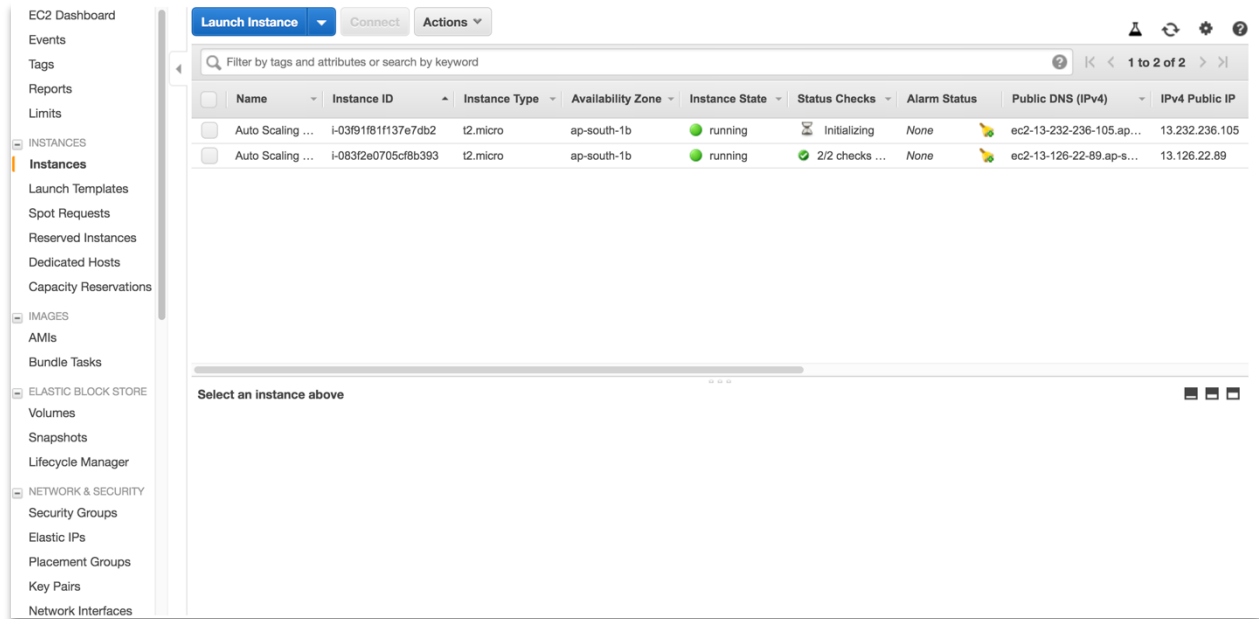 EC2 Dashboard
Events
Tags
Reports
Limits
INSTANCES
Instances
Launch Templates
Spot Requests
Reserved Instances
Dedicated Hosts
Capacity Reservations
IMAGES
AMIs
Bundle Tasks
ELASTIC BLOCK STORE
Volumes
Snapshots
Lifecycle Manager
NETWORK & SECURITY
Security Groups
Elastic IPs
Placement Groups
Key Pairs
Network Interfaces
Launch Instance Connect Actions
Filter by tags and attributes or search by keyword 1 to 2 of 2
Name Instance ID Instance Type Availability Zone Instance State Status Checks Alarm Status Public DNS (IPv4) IPv4 Public IP
Auto Scaling ... i-03f91f81f137e7db2 t2.micro ap-south-1b running Initializing None ec2-13-232-236-105.ap... 13.232.236.105
Auto Scaling ... i-083f2e0705cf8b393 t2.micro ap-south-1b running 2/2 checks ... None ec2-13-126-22-89.ap-s... 13.126.22.89
Select an instance above